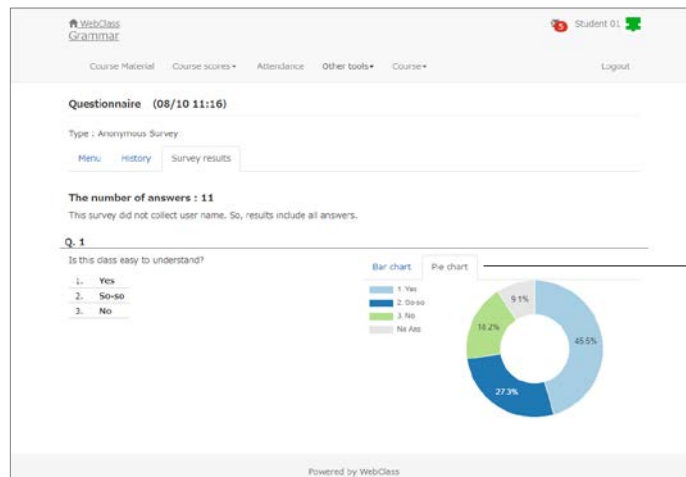 WebClass
Grammar
5
Student 01
Course Material
Course scores
Attendance
Other tools
Course
Logout
Questionnaire (08/10 11:16)
Type : Anonymous Survey
Menu
History
Survey results
The number of answers : 11
This survey did not collect user name. So, results include all answers.
Q. 1
Is this class easy to understand?
1. Yes
2. So-so
3. No
Bar chart
Pie chart
1. Yes
2. So-so
3. No
No Ans
9.1%
18.2%
45.5%
27.3%
Powered by WebClass